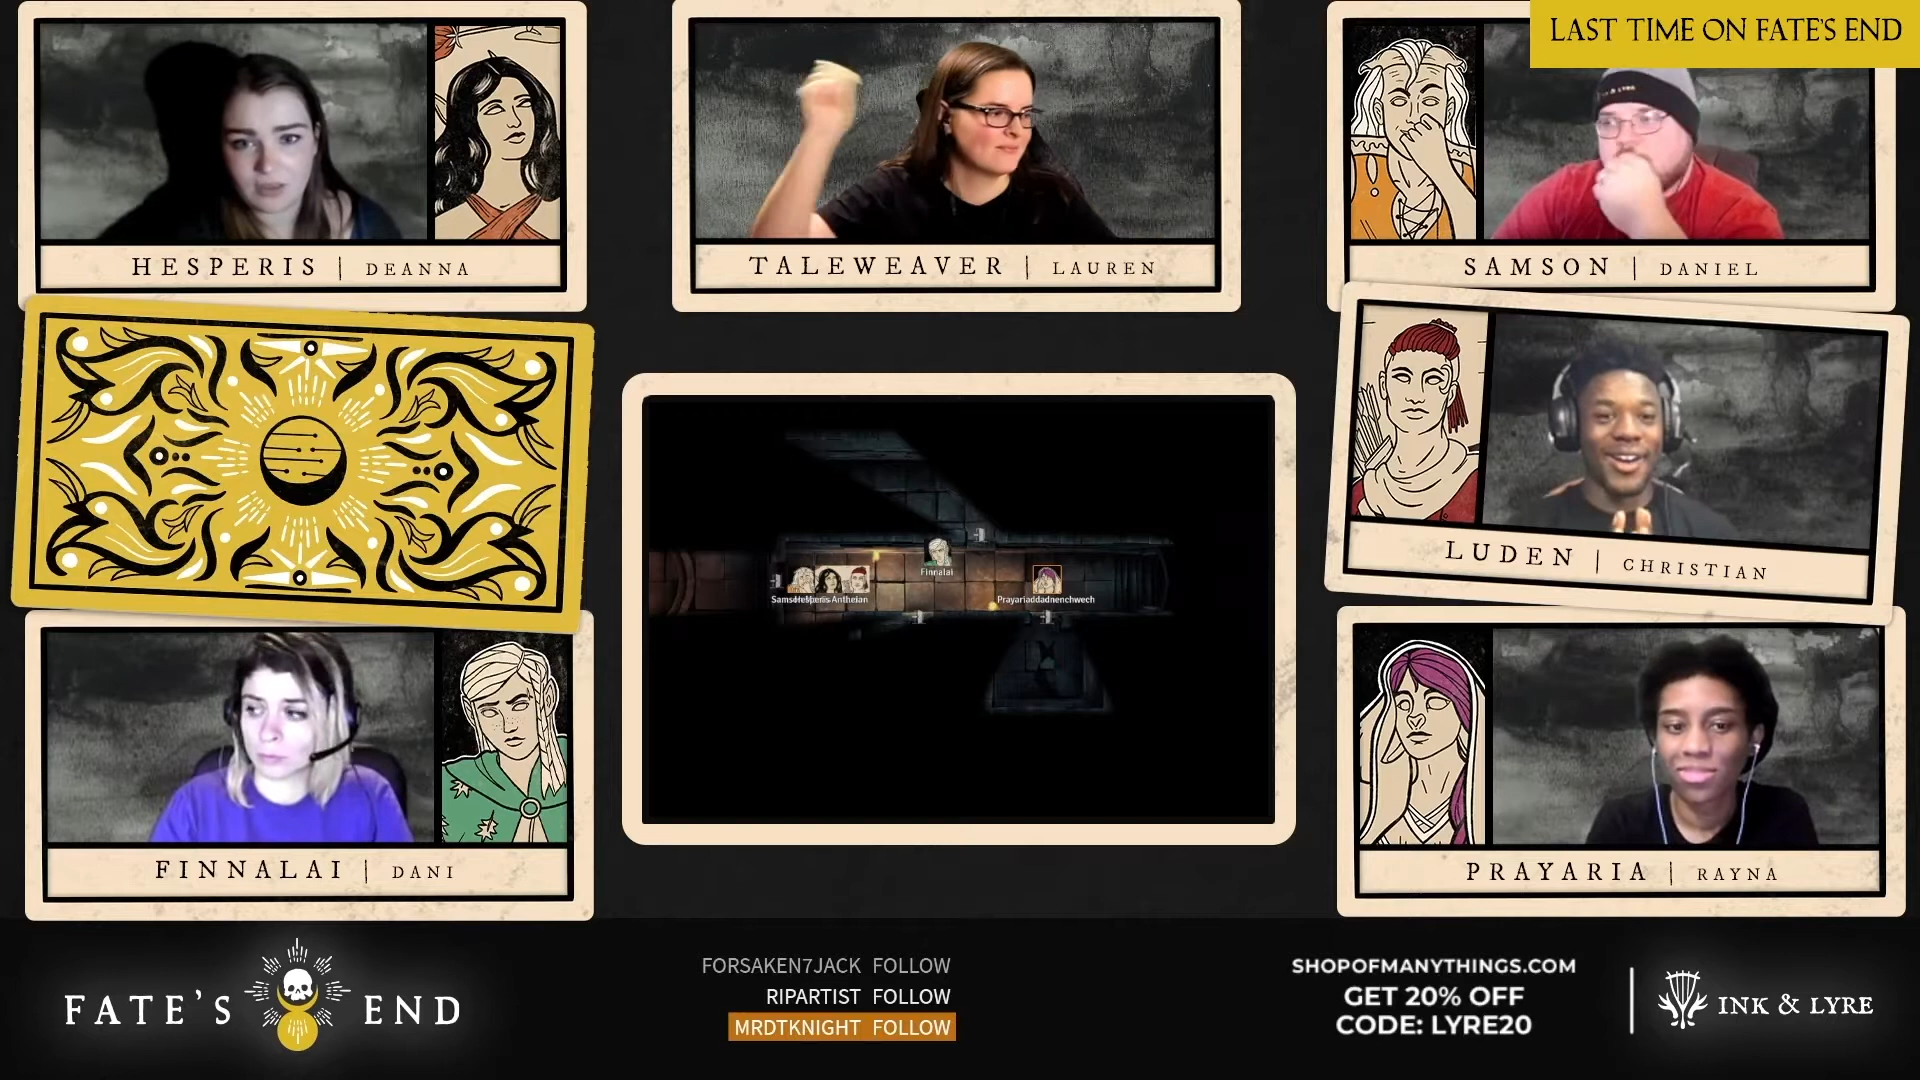 LAST TIME ON FATE'S END
HESPERIS | DEANNA
TALEWEAVER | LAUREN
SAMSON | DANIEL
LUDEN | CHRISTIAN
Finnalai
Antheian
Prayariaddadnenchwech
FINNALAI | DANI
PRAYARIA | RAYNA
FATE'S END
FORSAKEN7JACK FOLLOW
RIPARTIST FOLLOW
MRDTKNIGHT FOLLOW
SHOPOFMANYTHINGS.COM
GET 20% OFF
CODE: LYRE20
INK & LYRE